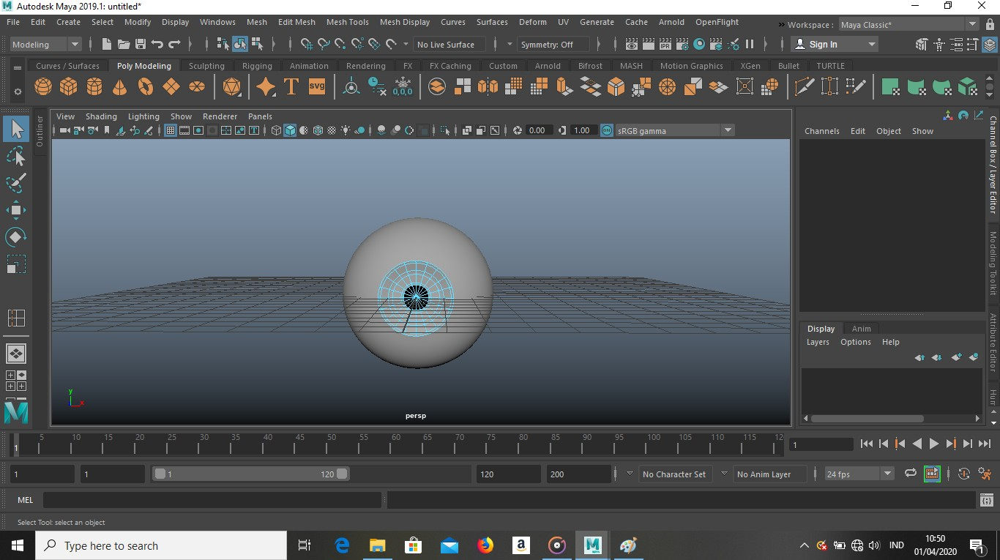 Autodesk Maya 2019.1: untitled*
File Edit Create Select Modify Display Windows Mesh Edit Mesh Mesh Tools Mesh Display Curves Surfaces Deform UV Generate Cache Arnold OpenFlight » Workspace : Maya Classic*
Modeling No Live Surface Symmetry: Off IPR Sign In
Curves / Surfaces Poly Modeling Sculpting Rigging Animation Rendering FX FX Caching Custom Arnold Bifrost MASH Motion Graphics XGen Bullet TURTLE
T SVG 0,0,0
Outliner
View Shading Lighting Show Renderer Panels
0.00 1.00 ON sRGB gamma
Channels Edit Object Show
Channel Box / Layer Editor
Modeling Toolkit
Attribute Editor
Hum
Display Anim
Layers Options Help
y
x
persp
M
1 5 10 15 20 25 30 35 40 45 50 55 60 65 70 75 80 85 90 95 100 105 110 115 12
1
1 1 1 120 120 200 No Character Set No Anim Layer 24 fps
MEL
Select Tool: select an object
Type here to search
a
M
IND
10:50
01/04/2020
1